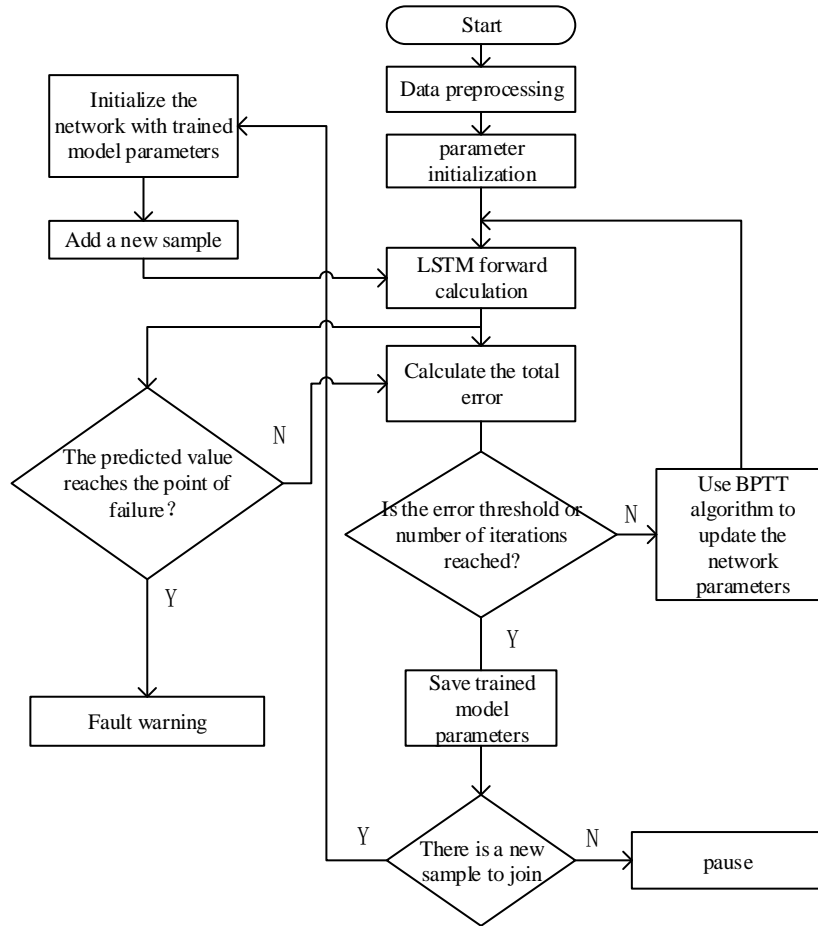 Start
Data preprocessing
parameter
initialization
Initialize the
network with trained
model parameters
Add a new sample
LSTM forward
calculation
Calculate the total
error
N
The predicted value
reaches the point of
failure?
Y
Fault warning
Is the error threshold or
number of iterations
reached?
N
Use BPTT
algorithm to
update the
network
parameters
Y
Save trained
model
parameters
There is a new
sample to join
Y
N
pause